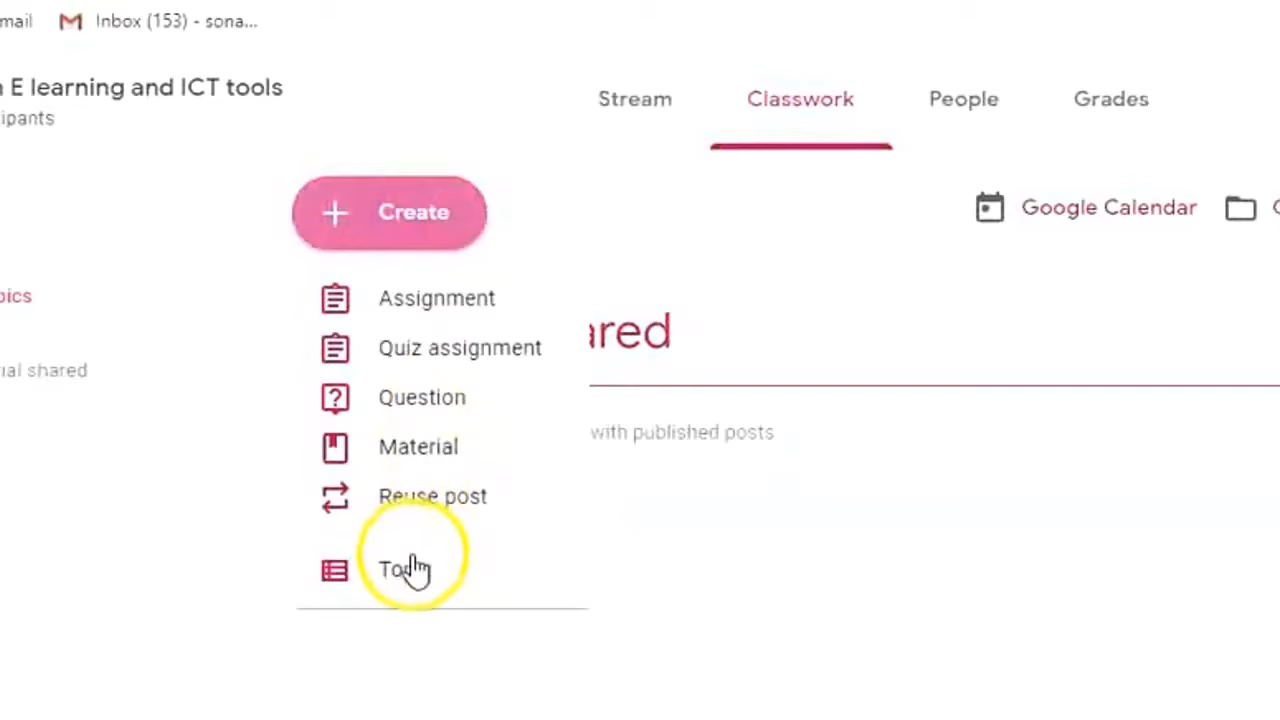 mail Inbox (153) - sona...
E learning and ICT tools
ipants
Stream Classwork People Grades
+ Create
Google Calendar
Assignment
Quiz assignment
Question
Material
Reuse post
ared
with published posts
pics
ial shared